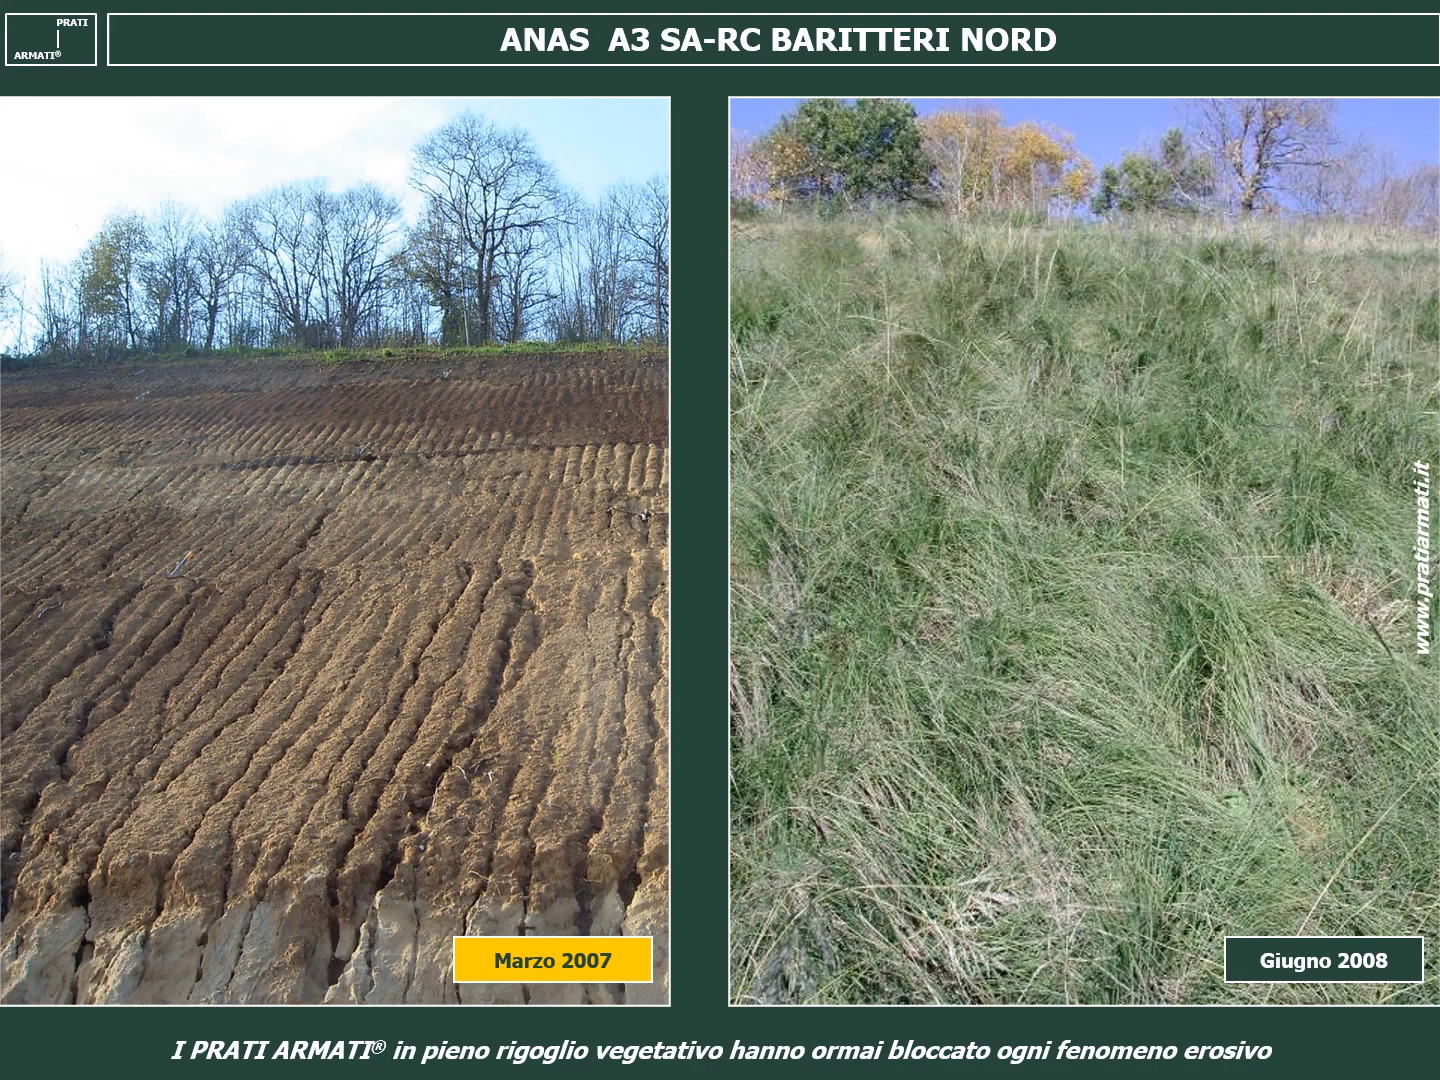 PRATI
ARMATI®
ANAS  A3 SA-RC BARITTERI NORD
www.pratiarmati.it
Marzo 2007
Giugno 2008
I PRATI ARMATI® in pieno rigoglio vegetativo hanno ormai bloccato ogni fenomeno erosivo